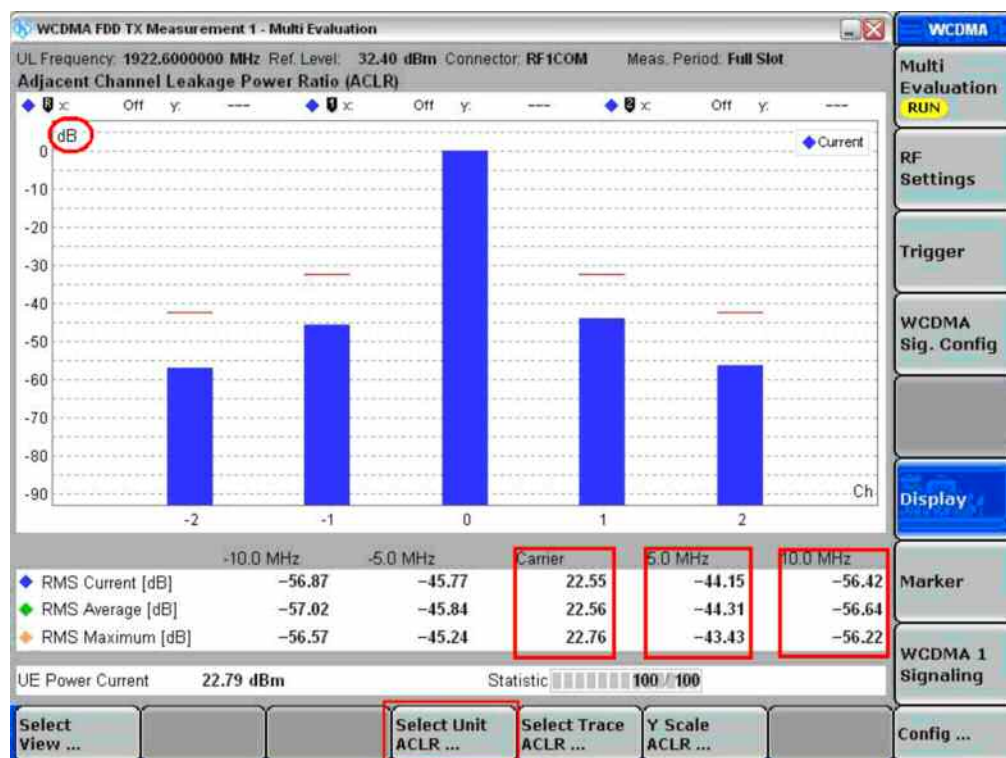 WCDMA FDD TX Measurement 1 - Multi Evaluation
WCDMA
UL Frequency: 1922.6000000 MHz Ref. Level: 32.40 dBm Connector: RF1COM Meas. Period: Full Slot
Adjacent Channel Leakage Power Ratio (ACLR)
x: Off y: --- x: Off y: --- x: Off y: ---
dB
Current
0
-10
-20
-30
-40
-50
-60
-70
-80
-90
Ch
-2 -1 0 1 2
-10.0 MHz -5.0 MHz Carrier 5.0 MHz 10.0 MHz
RMS Current [dB] -56.87 -45.77 22.55 -44.15 -56.42
RMS Average [dB] -57.02 -45.84 22.56 -44.31 -56.64
RMS Maximum [dB] -56.57 -45.24 22.76 -43.43 -56.22
UE Power Current 22.79 dBm Statistic 100 / 100
Multi
Evaluation
RUN
RF
Settings
Trigger
WCDMA
Sig. Config
Display
Marker
WCDMA 1
Signaling
Select
View ...
Select Unit
ACLR ...
Select Trace
ACLR ...
Y Scale
ACLR ...
Config ...